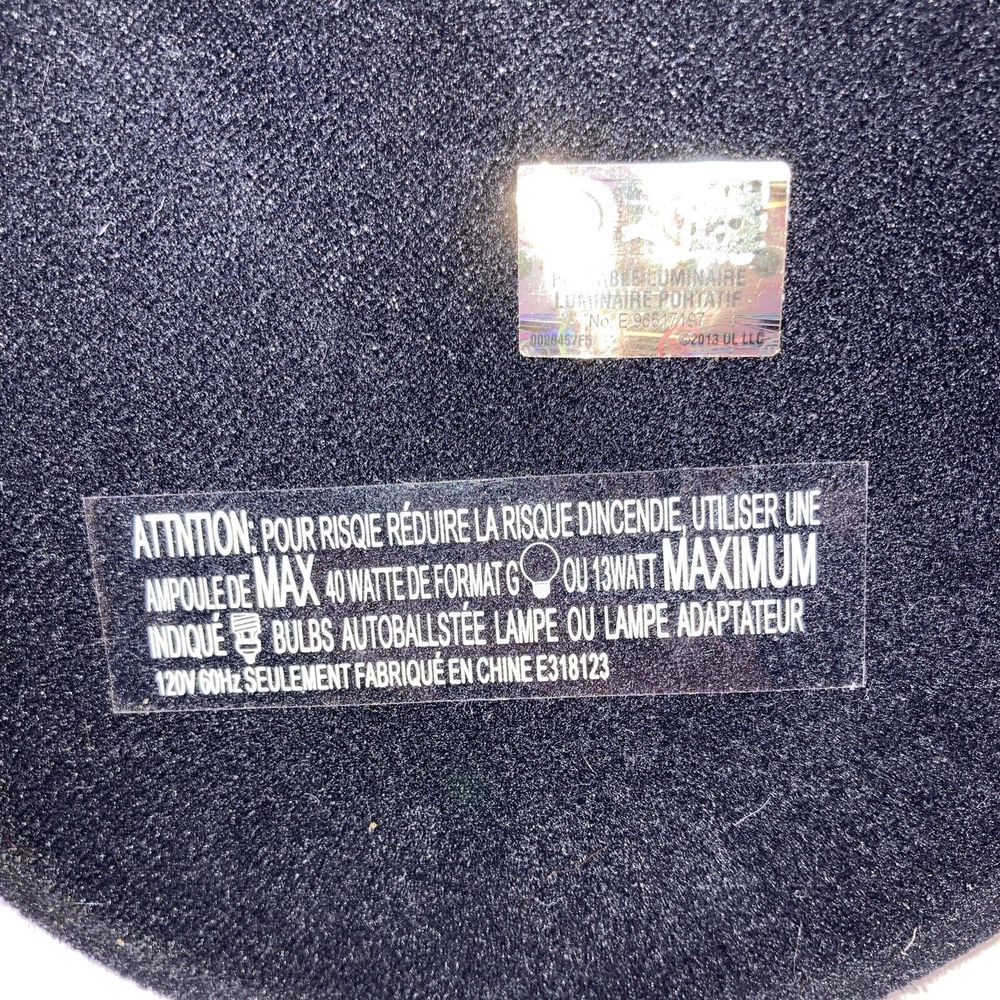 LUMINAIRE
LUMINAIRE PORTATIF
No. E 96617197
©2013 UL LLC
ATTNTION: POUR RISQIE RÉDUIRE LA RISQUE DINCENDIE, UTILISER UNE
AMPOULE DE MAX 40 WATTE DE FORMAT G OU 13WATT MAXIMUM
INDIQUÉ BULBS AUTOBALLSTÉE LAMPE OU LAMPE ADAPTATEUR
120V 60Hz SEULEMENT FABRIQUÉ EN CHINE E318123